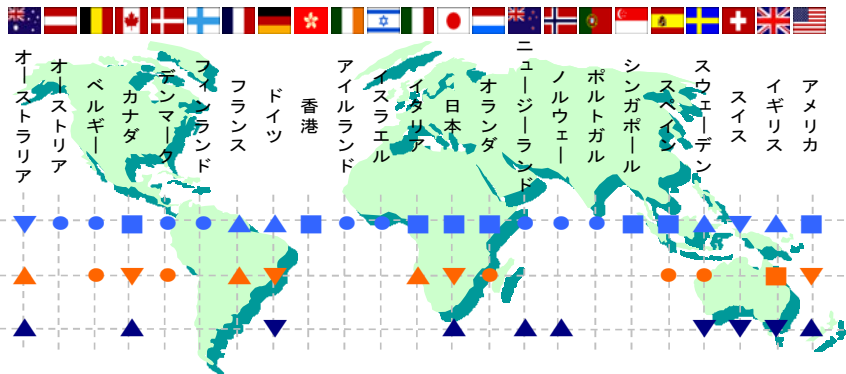 オーストラリア
オーストリア
ベルギー
カナダ
デンマーク
フィンランド
フランス
ドイツ
香港
アイルランド
イスラエル
イタリア
日本
オランダ
ニュージーランド
ノルウェー
ポルトガル
シンガポール
スペイン
スウェーデン
スイス
イギリス
アメリカ